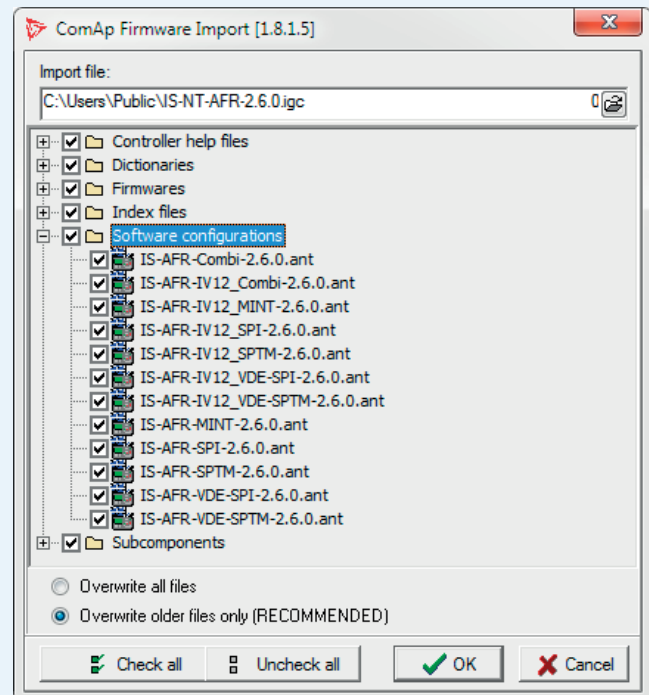 ComAp Firmware Import [1.8.1.5]
Import file:
C:\Users\Public\IS-NT-AFR-2.6.0.igc
Controller help files
Dictionaries
Firmwares
Index files
Software configurations
IS-AFR-Combi-2.6.0.ant
IS-AFR-IV12_Combi-2.6.0.ant
IS-AFR-IV12_MINT-2.6.0.ant
IS-AFR-IV12_SPI-2.6.0.ant
IS-AFR-IV12_SPTM-2.6.0.ant
IS-AFR-IV12_VDE-SPI-2.6.0.ant
IS-AFR-IV12_VDE-SPTM-2.6.0.ant
IS-AFR-MINT-2.6.0.ant
IS-AFR-SPI-2.6.0.ant
IS-AFR-SPTM-2.6.0.ant
IS-AFR-VDE-SPI-2.6.0.ant
IS-AFR-VDE-SPTM-2.6.0.ant
Subcomponents
Overwrite all files
Overwrite older files only (RECOMMENDED)
Check all Uncheck all OK Cancel